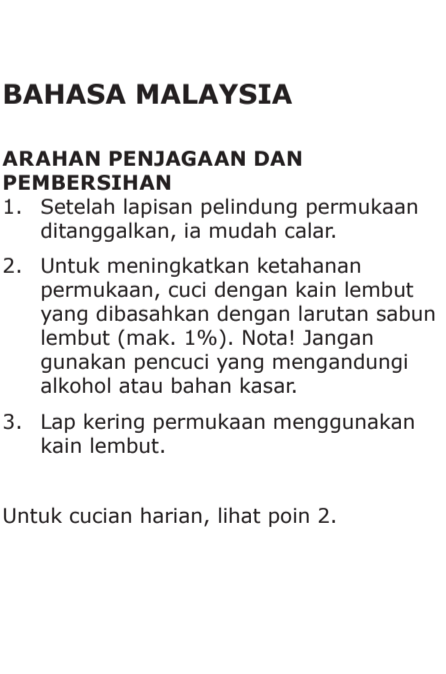 BAHASA MALAYSIA
ARAHAN PENJAGAAN DAN
PEMBERSIHAN
1. Setelah lapisan pelindung permukaan
ditanggalkan, ia mudah calar.
2. Untuk meningkatkan ketahanan
permukaan, cuci dengan kain lembut
yang dibasahkan dengan larutan sabun
lembut (mak. 1%). Nota! Jangan
gunakan pencuci yang mengandungi
alkohol atau bahan kasar.
3. Lap kering permukaan menggunakan
kain lembut.
Untuk cucian harian, lihat poin 2.